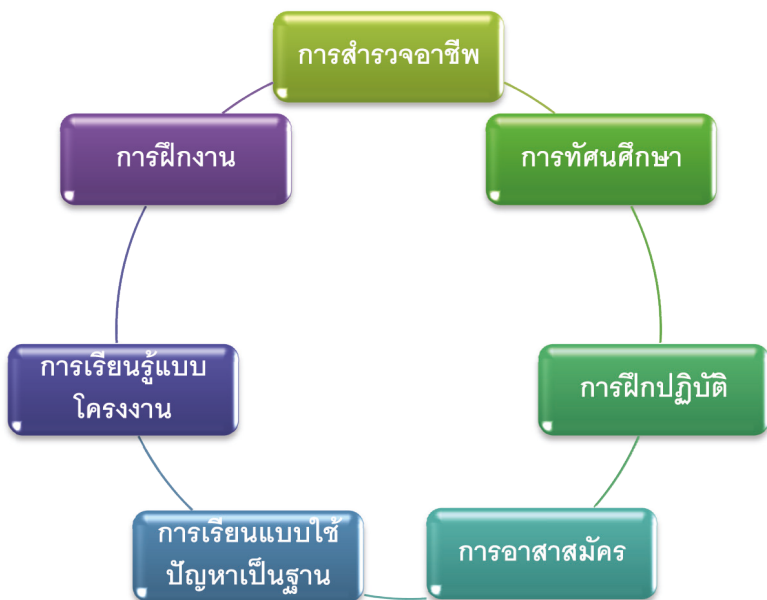 การสำรวจอาชีพ
การทัศนศึกษา
การฝึกปฏิบัติ
การอาสาสมัคร
การเรียนแบบใช้
ปัญหาเป็นฐาน
การเรียนรู้แบบ
โครงงาน
การฝึกงาน